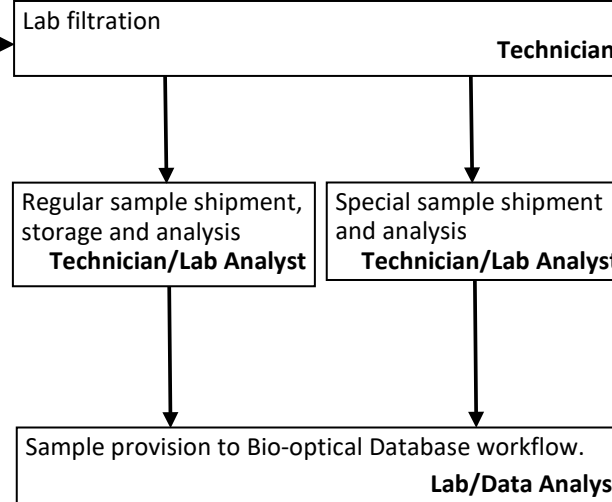 Lab filtration
Technician
Regular sample shipment,
storage and analysis
Technician/Lab Analyst
Special sample shipment
and analysis
Technician/Lab Analyst
Sample provision to Bio-optical Database workflow.
Lab/Data Analys